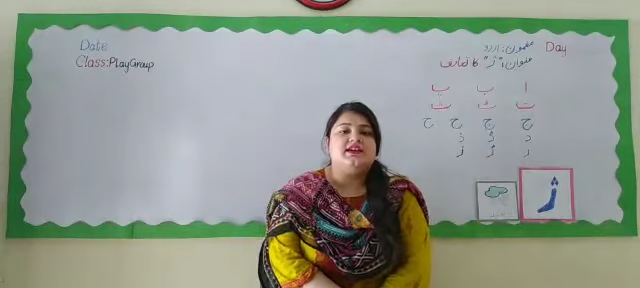 Date
Class:PlayGroup
Day
مضمون: اردو
عنوان: "ژ" کا تعارف
ا ب پ
ت ٹ ث
ج چ ح خ
د ڈ ذ
ر ڑ ز
ژ